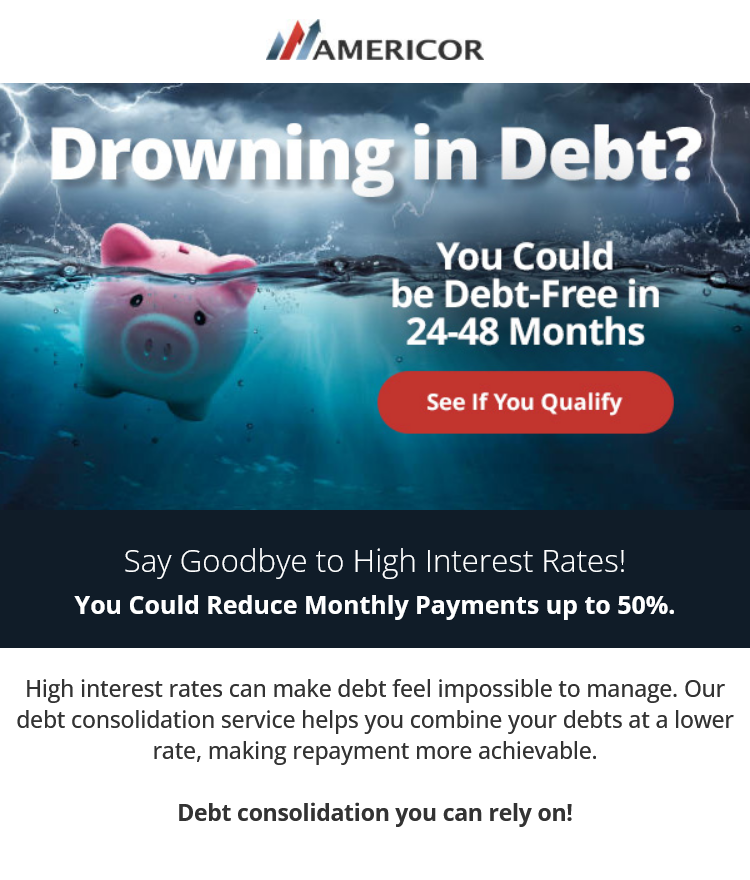 AMERICOR
Drowning in Debt?
You Could
be Debt-Free in
24-48 Months
See If You Qualify
Say Goodbye to High Interest Rates!
You Could Reduce Monthly Payments up to 50%.
High interest rates can make debt feel impossible to manage. Our
debt consolidation service helps you combine your debts at a lower
rate, making repayment more achievable.
Debt consolidation you can rely on!